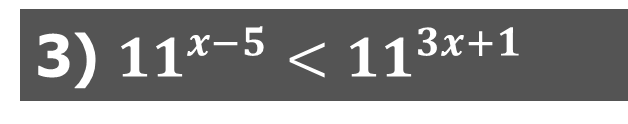 3) 11^{x-5} < 11^{3x+1}